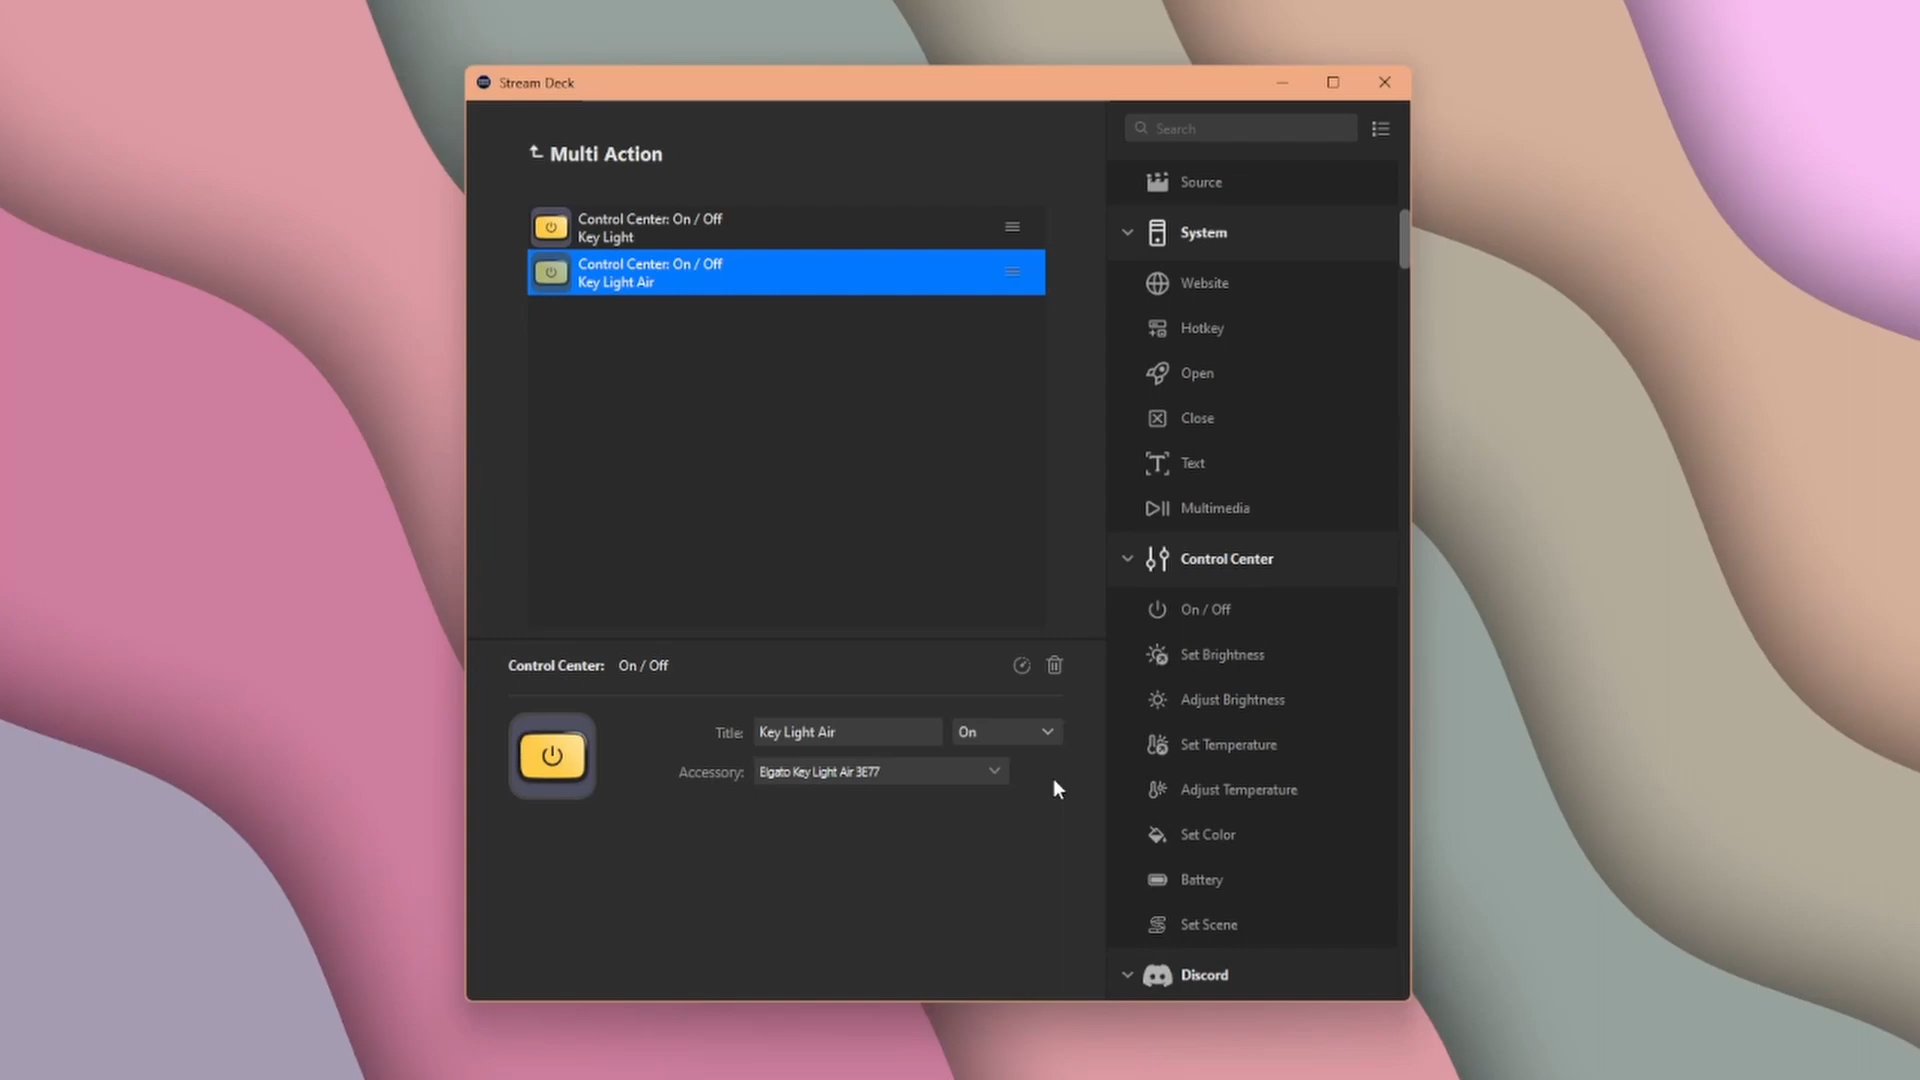 Stream Deck
Multi Action
Control Center: On / Off
Key Light
Control Center: On / Off
Key Light Air
Control Center: On / Off
Title: Key Light Air On
Accessory: Elgato Key Light Air 3E77
Search
Source
System
Website
Hotkey
Open
Close
Text
Multimedia
Control Center
On / Off
Set Brightness
Adjust Brightness
Set Temperature
Adjust Temperature
Set Color
Battery
Set Scene
Discord